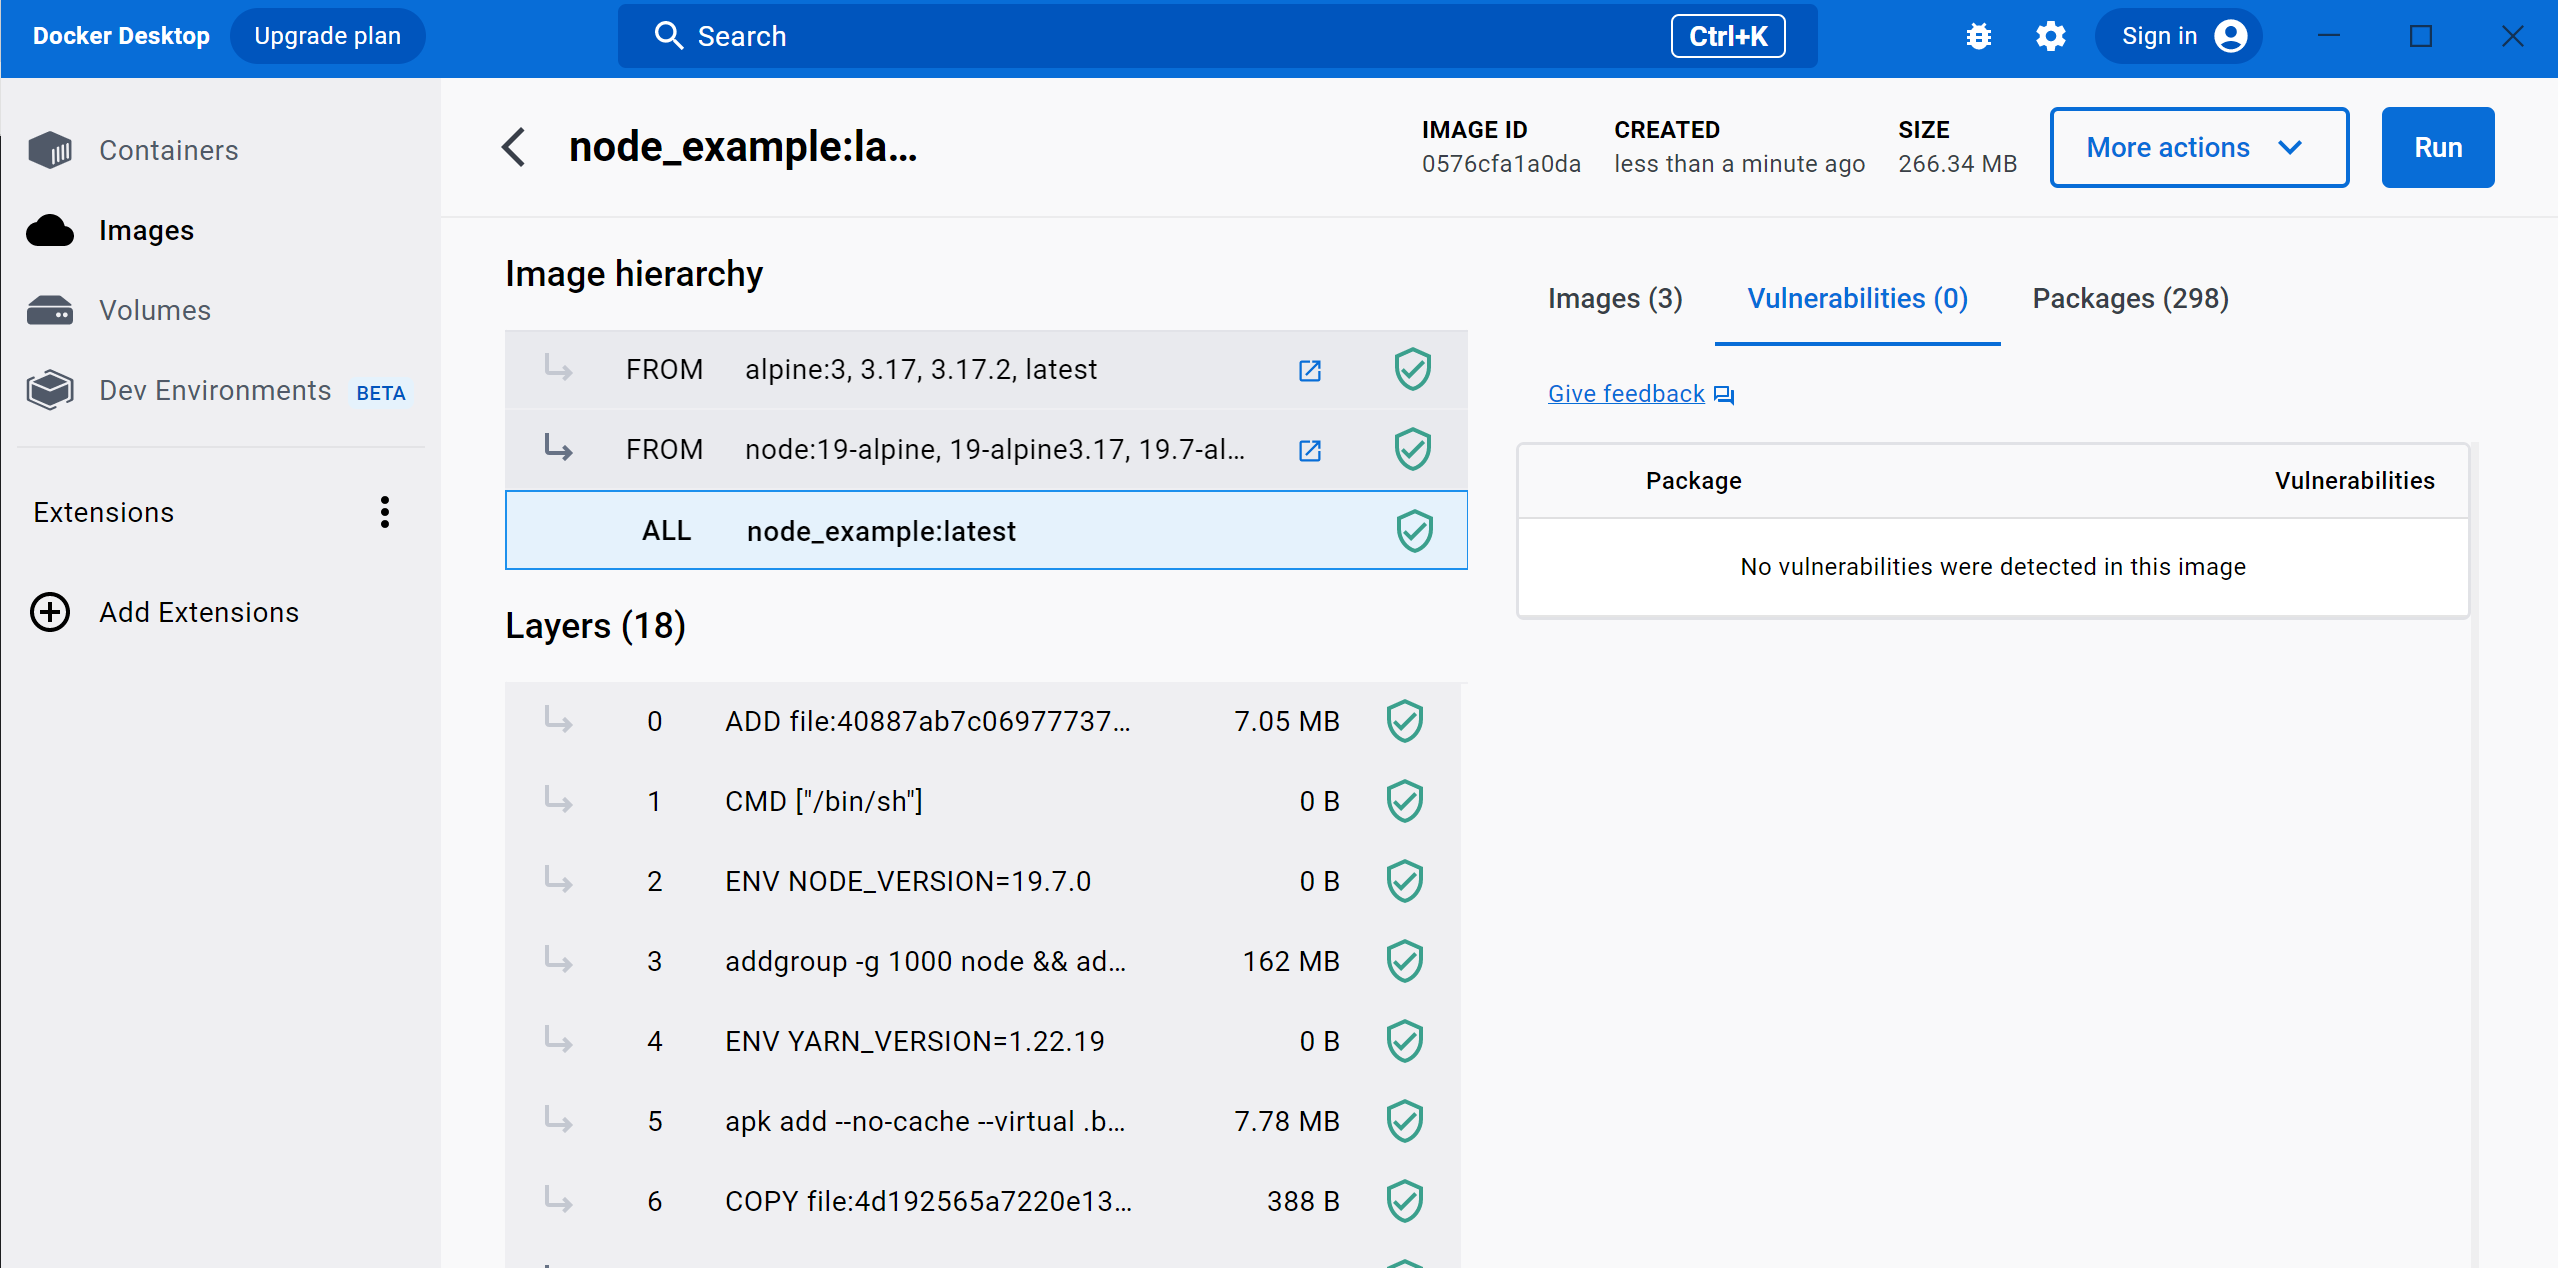 Docker Desktop
Upgrade plan
Search
Ctrl+K
Sign in
Containers
Images
Volumes
Dev Environments BETA
Extensions
Add Extensions
node_example:la...
IMAGE ID
0576cfa1a0da
CREATED
less than a minute ago
SIZE
266.34 MB
More actions
Run
Image hierarchy
FROM alpine:3, 3.17, 3.17.2, latest
FROM node:19-alpine, 19-alpine3.17, 19.7-al...
ALL node_example:latest
Layers (18)
0 ADD file:40887ab7c06977737... 7.05 MB
1 CMD ["/bin/sh"] 0 B
2 ENV NODE_VERSION=19.7.0 0 B
3 addgroup -g 1000 node && ad... 162 MB
4 ENV YARN_VERSION=1.22.19 0 B
5 apk add --no-cache --virtual .b... 7.78 MB
6 COPY file:4d192565a7220e13... 388 B
Images (3)
Vulnerabilities (0)
Packages (298)
Give feedback
Package Vulnerabilities
No vulnerabilities were detected in this image